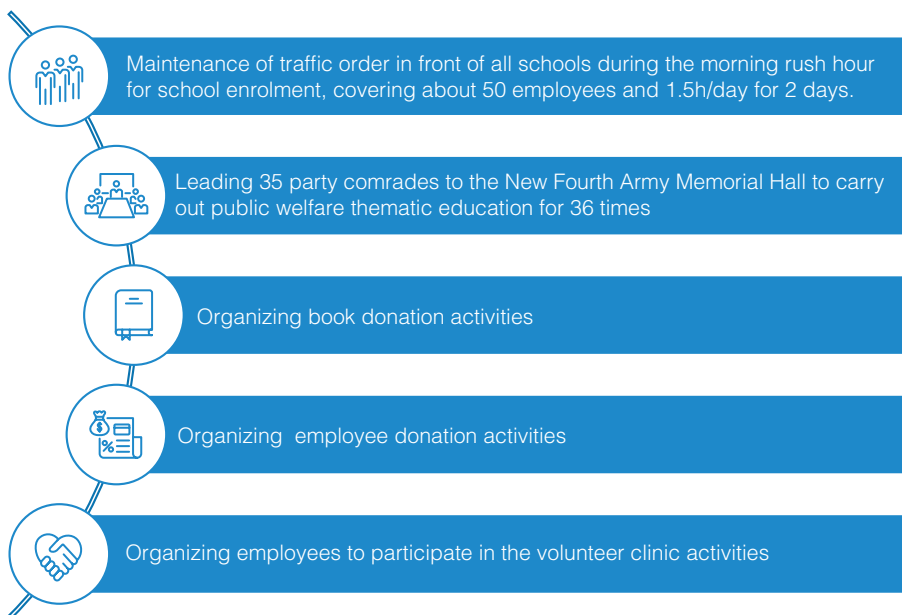 Maintenance of traffic order in front of all schools during the morning rush hour
for school enrolment, covering about 50 employees and 1.5h/day for 2 days.
Leading 35 party comrades to the New Fourth Army Memorial Hall to carry
out public welfare thematic education for 36 times
Organizing book donation activities
$
%
Organizing employee donation activities
Organizing employees to participate in the volunteer clinic activities